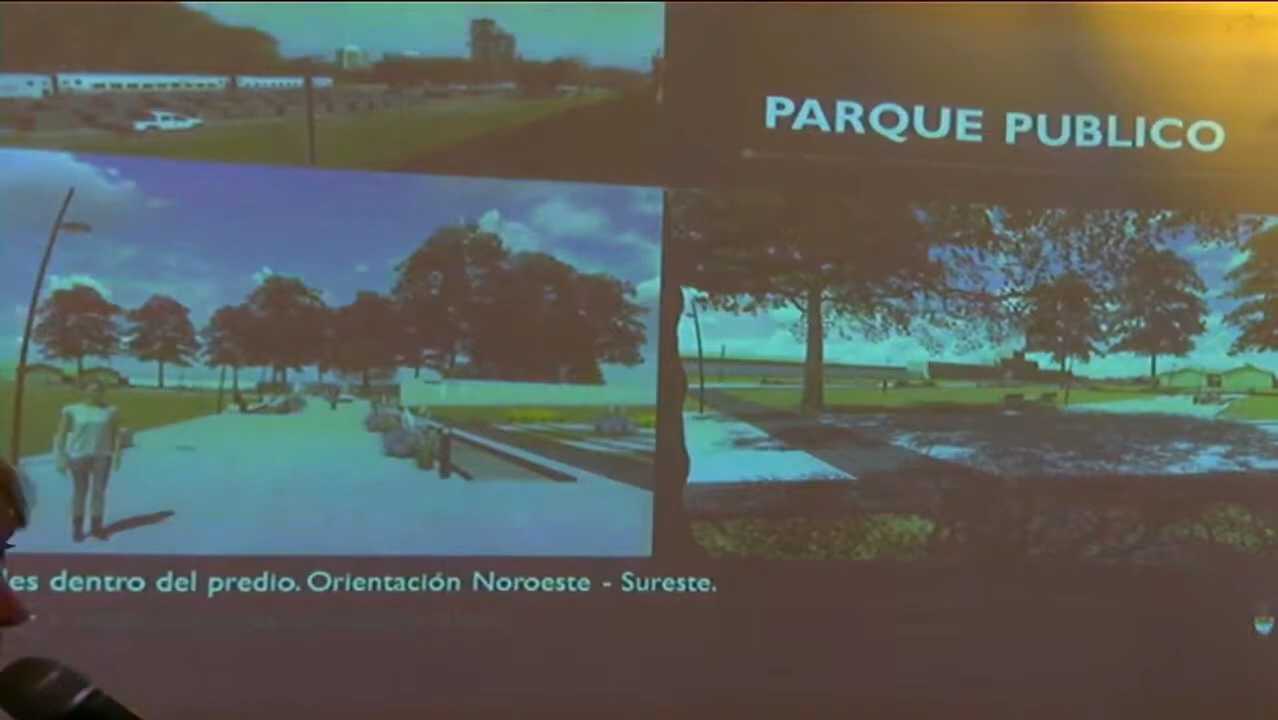 PARQUE PUBLICO
es dentro del predio. Orientación Noroeste - Sureste.